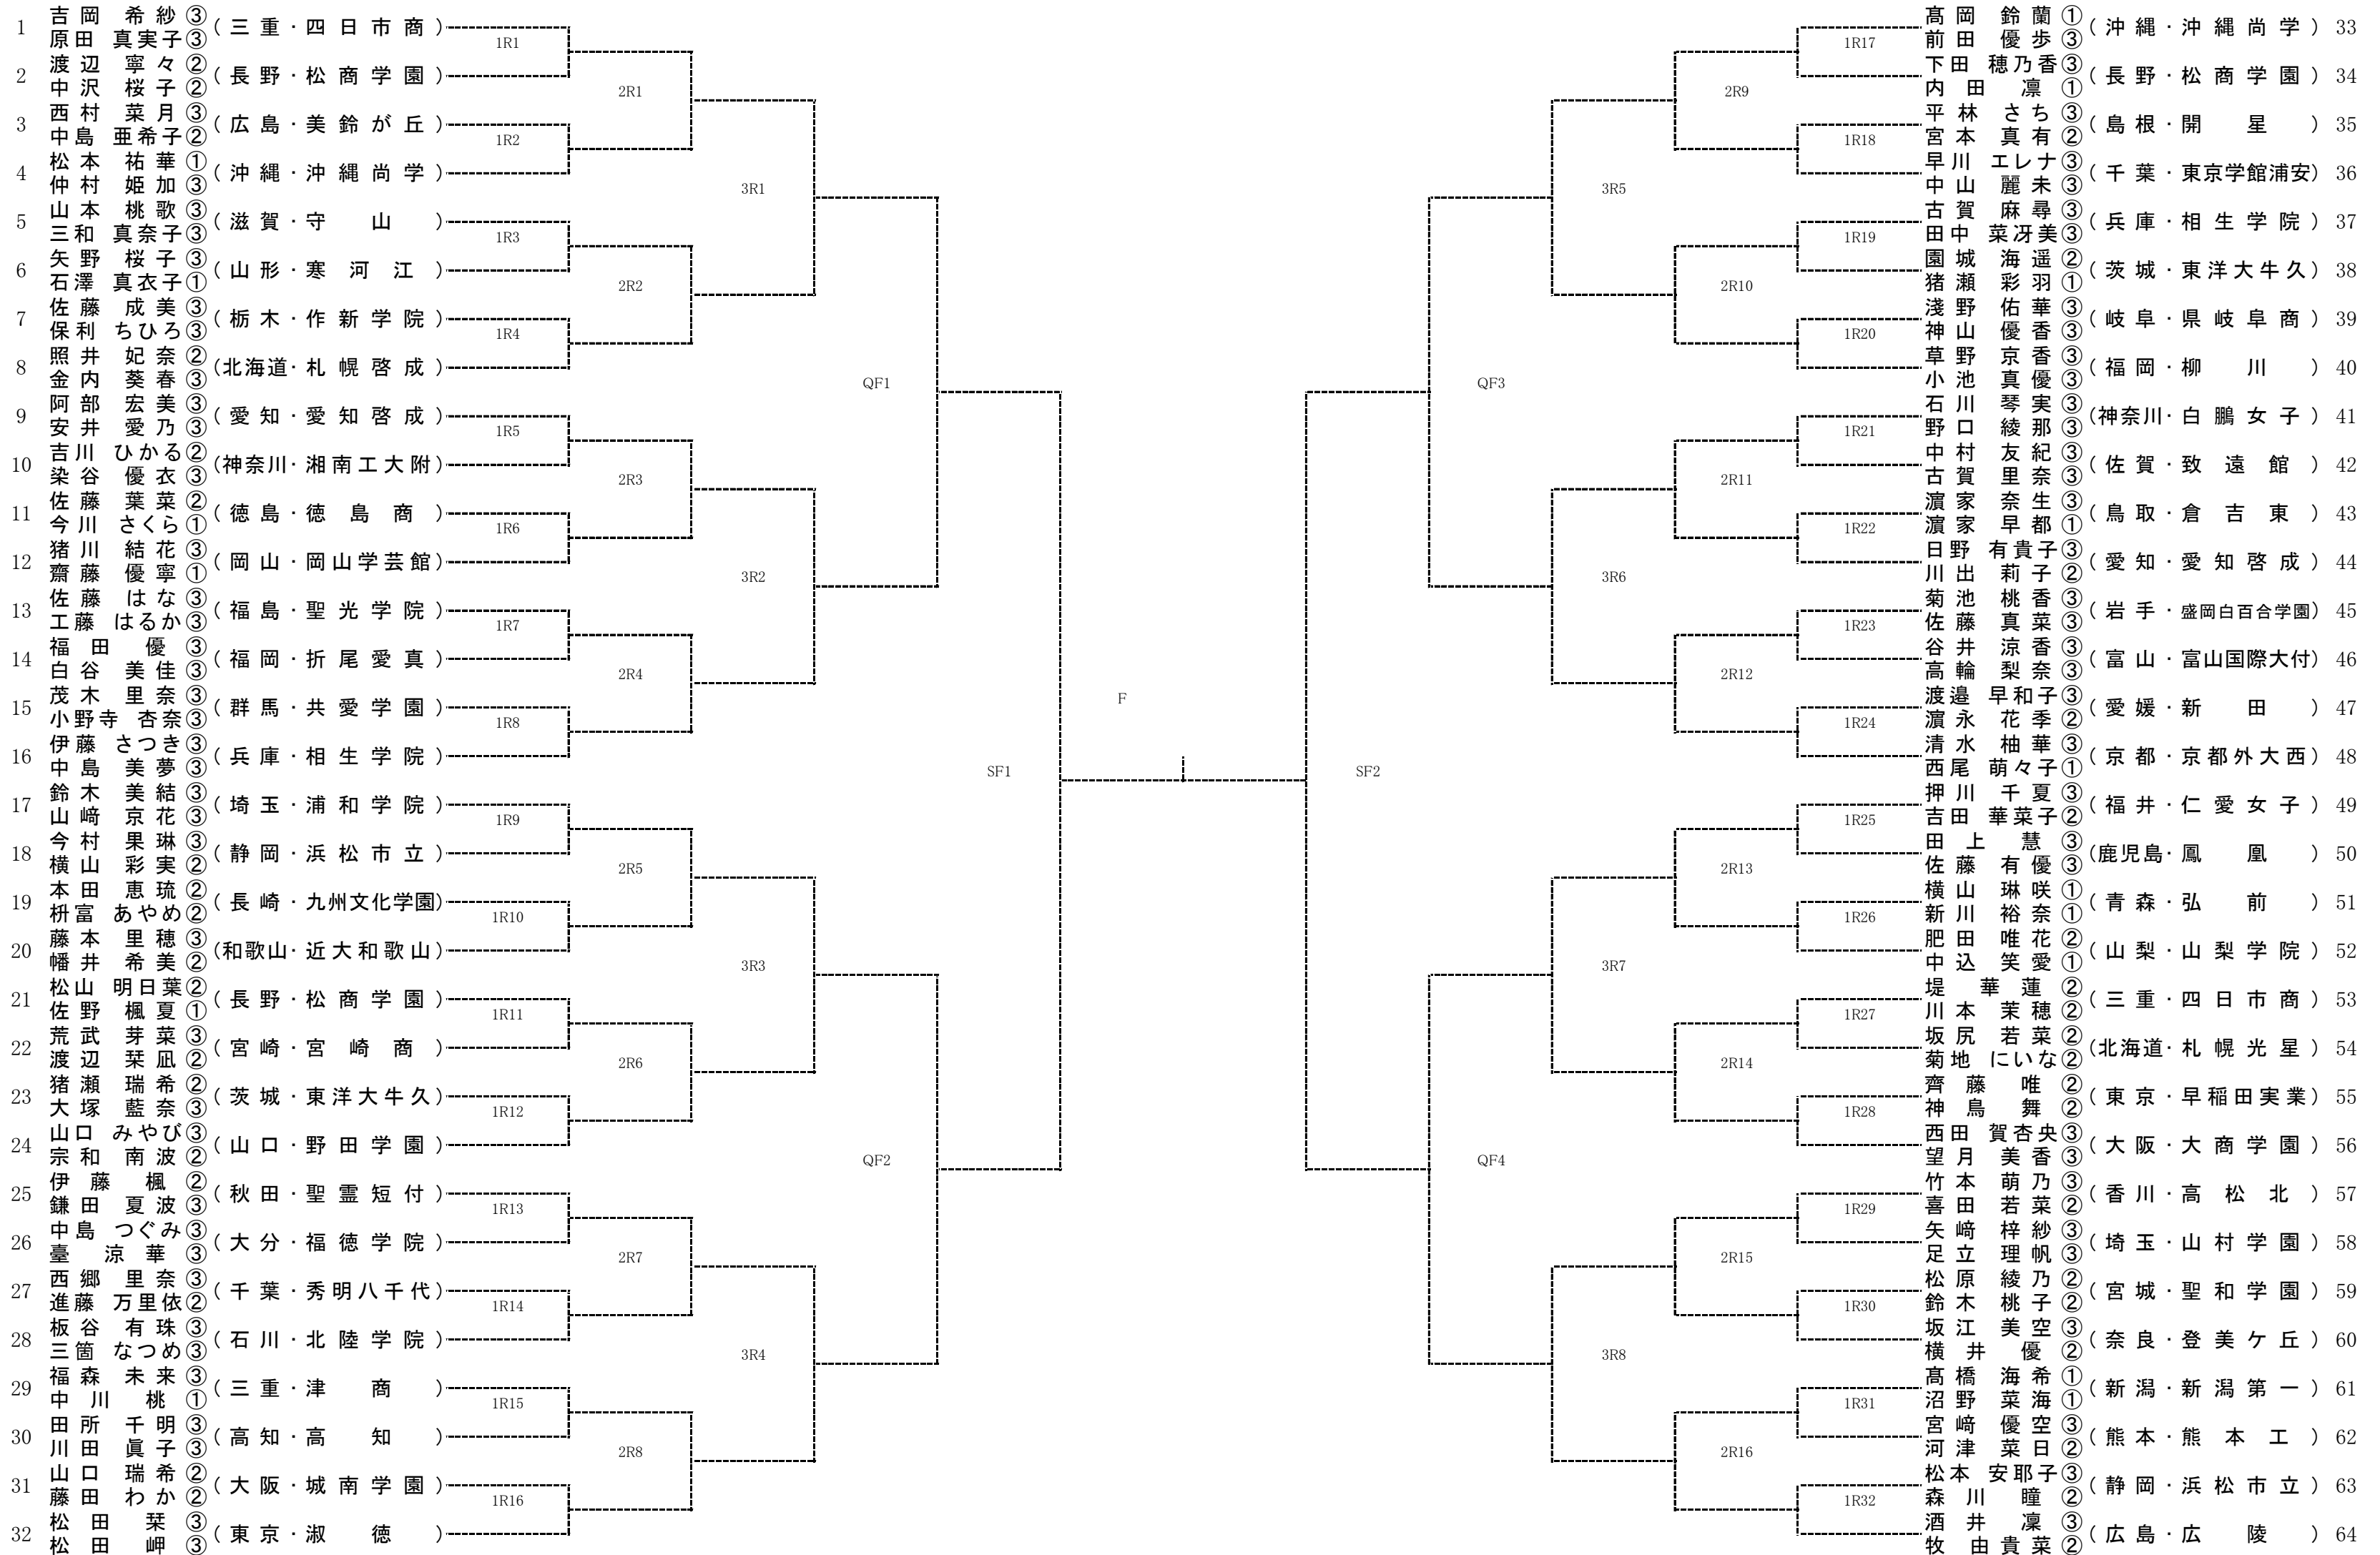 1 吉岡 希紗③ 原田 真実子③ (三重・四日市商)
2 渡辺 寧々② 中沢 桜子② (長野・松商学園)
3 西村 菜月③ 中島 亜希子② (広島・美鈴が丘)
4 松本 祐華① 仲村 姫加③ (沖縄・沖縄尚学)
5 山本 桃歌③ 三和 真奈子③ (滋賀・守山)
6 矢野 桜子③ 石澤 真衣子① (山形・寒河江)
7 佐藤 成美③ 保利 ちひろ③ (栃木・作新学院)
8 照井 妃奈② 金内 葵春③ (北海道・札幌啓成)
9 阿部 宏美③ 安井 愛乃③ (愛知・愛知啓成)
10 吉川 ひかる② 染谷 優衣③ (神奈川・湘南工大附)
11 佐藤 葉菜② 今川 さくら① (徳島・徳島商)
12 猪川 結花③ 齋藤 優寧① (岡山・岡山学芸館)
13 佐藤 はな③ 工藤 はるか③ (福島・聖光学院)
14 福田 優③ 白谷 美佳③ (福岡・折尾愛真)
15 茂木 里奈③ 小野寺 杏奈③ (群馬・共愛学園)
16 伊藤 さつき③ 中島 美夢③ (兵庫・相生学院)
17 鈴木 美結③ 山﨑 京花③ (埼玉・浦和学院)
18 今村 果琳③ 横山 彩実② (静岡・浜松市立)
19 本田 恵琉② 枡富 あやめ② (長崎・九州文化学園)
20 藤本 里穂③ 幡井 希美② (和歌山・近大和歌山)
21 松山 明日葉② 佐野 楓夏① (長野・松商学園)
22 荒武 芽菜③ 渡辺 栞凪② (宮崎・宮崎商)
23 猪瀬 瑞希② 大塚 藍奈③ (茨城・東洋大牛久)
24 山口 みやび③ 宗和 南波② (山口・野田学園)
25 伊藤 楓② 鎌田 夏波③ (秋田・聖霊短付)
26 中島 つぐみ③ 臺 涼華③ (大分・福徳学院)
27 西郷 里奈③ 進藤 万里依② (千葉・秀明八千代)
28 板谷 有珠③ 三箇 なつめ③ (石川・北陸学院)
29 福森 未来③ 中川 桃① (三重・津商)
30 田所 千明③ 川田 眞子③ (高知・高知)
31 山口 瑞希② 藤田 わか② (大阪・城南学園)
32 松田 栞③ 松田 岬③ (東京・淑徳)
1R1
1R2
1R3
1R4
1R5
1R6
1R7
1R8
1R9
1R10
1R11
1R12
1R13
1R14
1R15
1R16
2R1
2R2
2R3
2R4
2R5
2R6
2R7
2R8
3R1
3R2
3R3
3R4
QF1
QF2
SF1
F
SF2
QF3
QF4
3R5
3R6
3R7
3R8
2R9
2R10
2R11
2R12
2R13
2R14
2R15
2R16
1R17
1R18
1R19
1R20
1R21
1R22
1R23
1R24
1R25
1R26
1R27
1R28
1R29
1R30
1R31
1R32
髙岡 鈴蘭① 前田 優歩③ (沖縄・沖縄尚学) 33
下田 穂乃香③ 内田 凛① (長野・松商学園) 34
平林 さち③ 宮本 真有② (島根・開星) 35
早川 エレナ③ 中山 麗未③ (千葉・東京学館浦安) 36
古賀 麻尋③ 田中 菜冴美③ (兵庫・相生学院) 37
園城 海遥② 猪瀬 彩羽① (茨城・東洋大牛久) 38
淺野 佑華③ 神山 優香③ (岐阜・県岐阜商) 39
草野 京香③ 小池 真優③ (福岡・柳川) 40
石川 琴実③ 野口 綾那③ (神奈川・白鵬女子) 41
中村 友紀③ 古賀 里奈③ (佐賀・致遠館) 42
濵家 奈生③ 濵家 早都① (鳥取・倉吉東) 43
日野 有貴子③ 川出 莉子② (愛知・愛知啓成) 44
菊池 桃香③ 佐藤 真菜③ (岩手・盛岡白百合学園) 45
谷井 涼香③ 高輪 梨奈③ (富山・富山国際大付) 46
渡邉 早和子③ 濵永 花季② (愛媛・新田) 47
清水 柚華③ 西尾 萌々子① (京都・京都外大西) 48
押川 千夏③ 吉田 華菜子② (福井・仁愛女子) 49
田上 慧③ 佐藤 有優③ (鹿児島・鳳凰) 50
横山 琳咲① 新川 裕奈① (青森・弘前) 51
肥田 唯花② 中込 笑愛① (山梨・山梨学院) 52
堤 華蓮② 川本 茉穂② (三重・四日市商) 53
坂尻 若菜② 菊地 にいな② (北海道・札幌光星) 54
齊藤 唯② 神鳥 舞② (東京・早稲田実業) 55
西田 賀杏央③ 望月 美香③ (大阪・大商学園) 56
竹本 萌乃③ 喜田 若菜② (香川・高松北) 57
矢﨑 梓紗③ 足立 理帆③ (埼玉・山村学園) 58
松原 綾乃② 鈴木 桃子② (宮城・聖和学園) 59
坂江 美空③ 横井 優② (奈良・登美ケ丘) 60
髙橋 海希① 沼野 菜海① (新潟・新潟第一) 61
宮﨑 優空③ 河津 菜日② (熊本・熊本工) 62
松本 安耶子③ 森川 瞳② (静岡・浜松市立) 63
酒井 凜③ 牧 由貴菜② (広島・広陵) 64